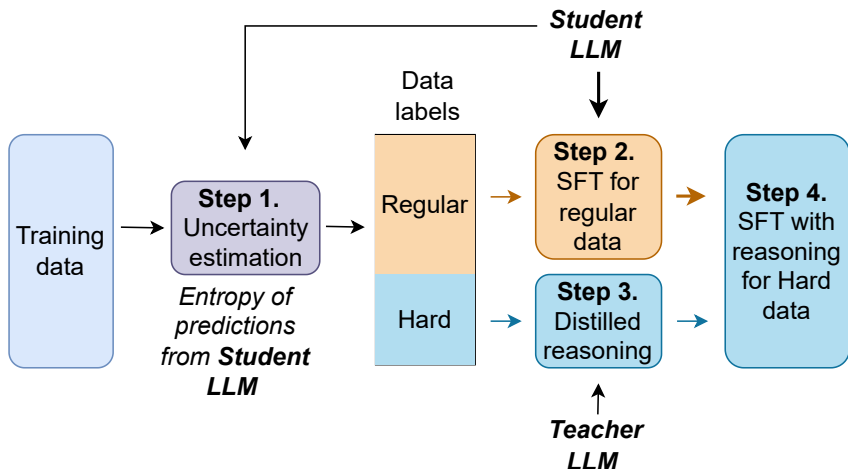 Student
LLM
Data
labels
Training
data
Step 1.
Uncertainty
estimation
Entropy of
predictions
from Student
LLM
Regular
Hard
Step 2.
SFT for
regular
data
Step 3.
Distilled
reasoning
Teacher
LLM
Step 4.
SFT with
reasoning
for Hard
data